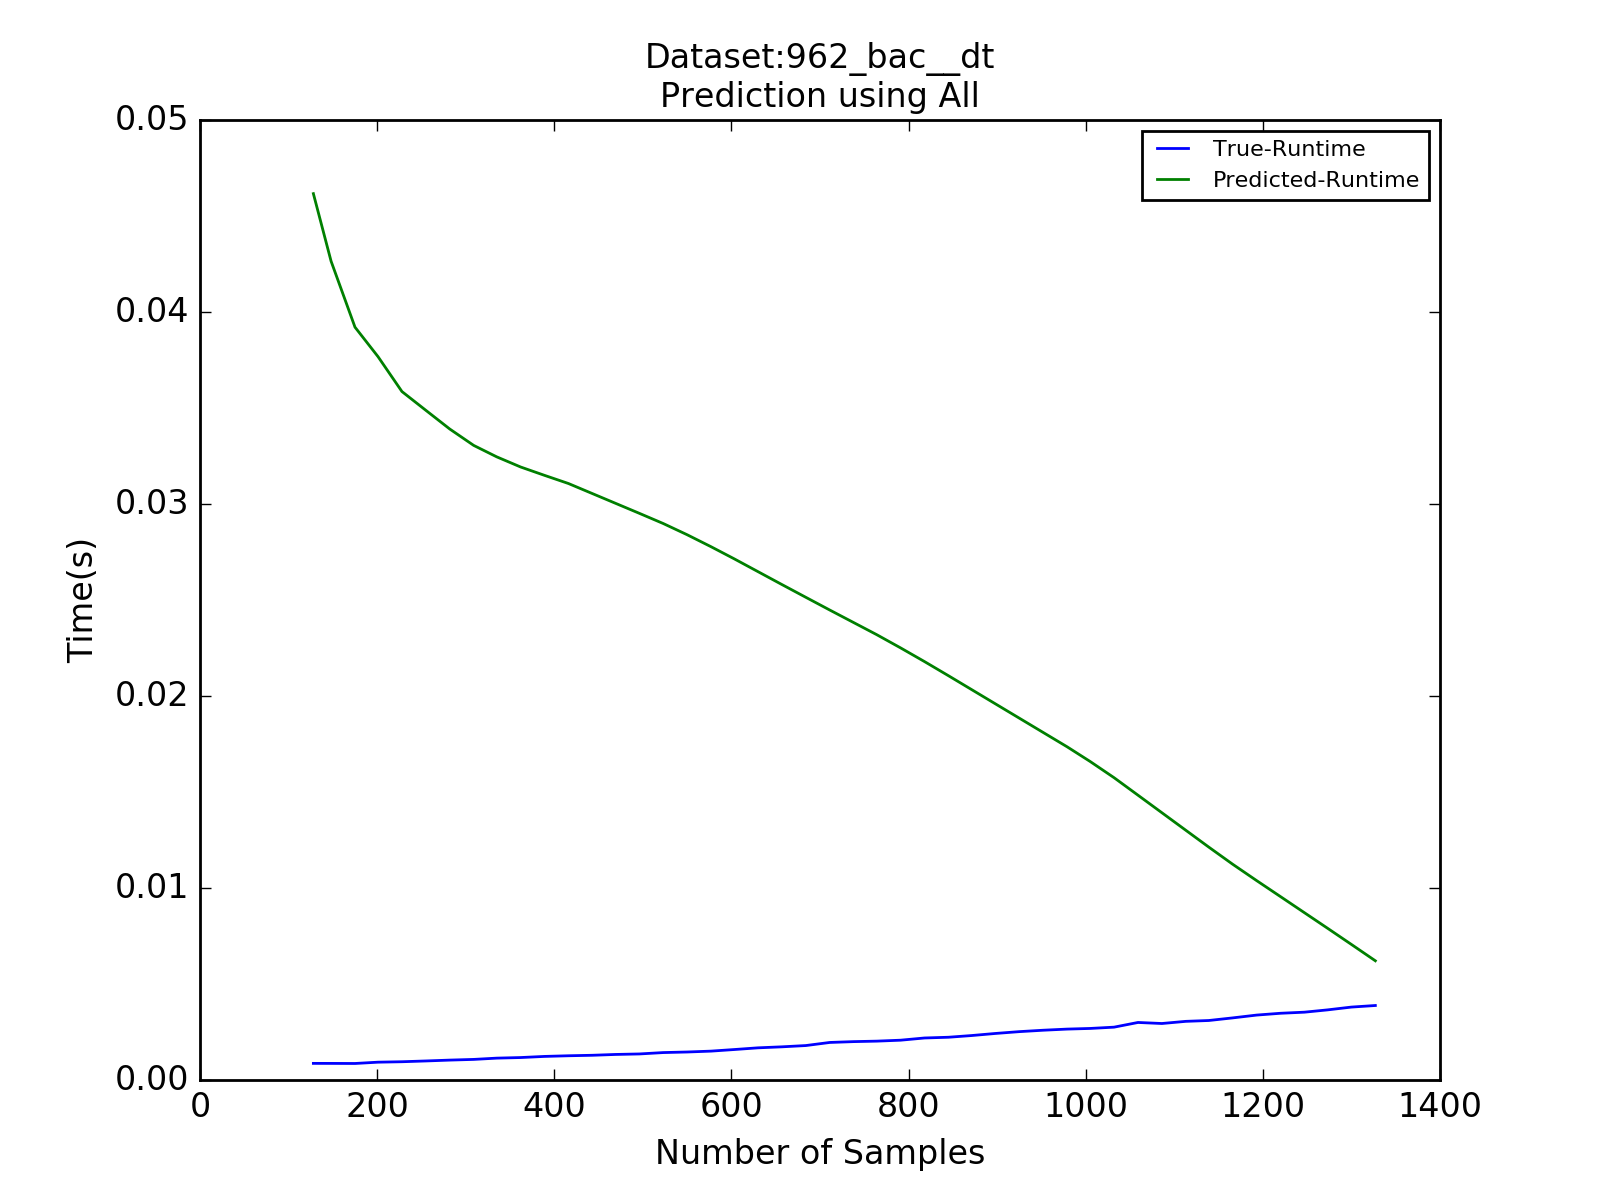 Dataset:962_bac__dt
Prediction using All
0.05
0.04
0.03
0.02
0.01
0.00
Time(s)
True-Runtime
Predicted-Runtime
0 200 400 600 800 1000 1200 1400
Number of Samples